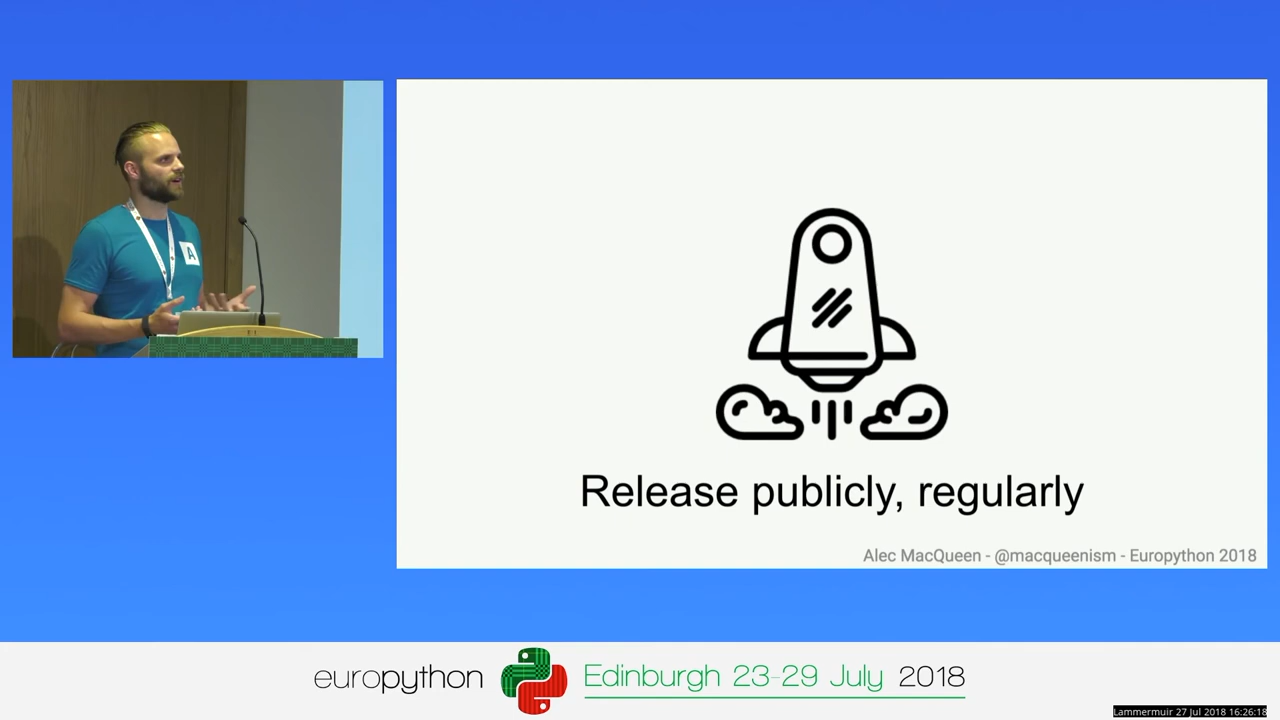 A
Release publicly, regularly
Alec MacQueen - @macqueenism - Europython 2018
europython Edinburgh 23-29 July 2018
Lammermuir 27 Jul 2018 16:26:18